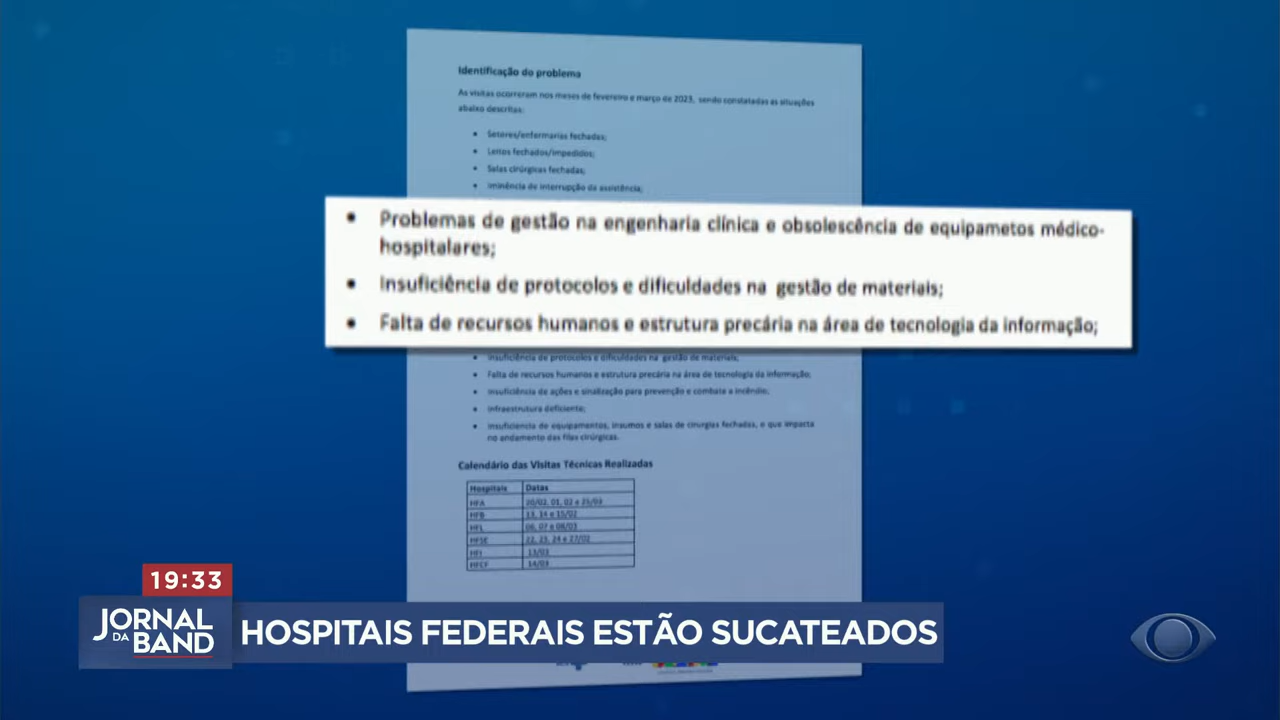 Identificação do problema
As visitas ocorreram nos meses de fevereiro e março de 2023, sendo constatadas as situações
abaixo descritas:
• Setores/enfermarias fechadas;
• Leitos fechados/impedidos;
• Salas cirúrgicas fechadas;
• Iminência de interrupção da assistência;
• Problemas de gestão na engenharia clínica e obsolescência de equipametos médico-
hospitalares;
• Insuficiência de protocolos e dificuldades na gestão de materiais;
• Falta de recursos humanos e estrutura precária na área de tecnologia da informação;
• Insuficiência de protocolos e dificuldades na gestão de materiais;
• Falta de recursos humanos e estrutura precária na área de tecnologia da informação;
• Insuficiência de ações e sinalização para prevenção e combate a incêndio;
• Infraestrutura deficiente;
• Insuficiencia de equipamentos, insumos e salas de cirurgias fechadas, o que impacta
no andamento das filas cirúrgicas.
Calendário das Visitas Técnicas Realizadas
Hospitais Datas
HFA 20/02, 01, 02 e
HFB 13, 14 e 15/02
HFL 06, 07 e 08/03
HFSE 22, 23, 24 e 27/02
HFI 13/03
HFCF 14/03
19:33
JORNAL
DA BAND
HOSPITAIS FEDERAIS ESTÃO SUCATEADOS